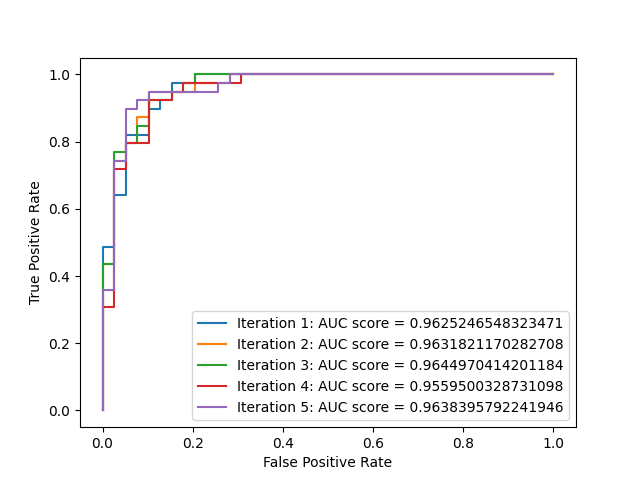 1.0
0.8
0.6
0.4
0.2
0.0
True Positive Rate
Iteration 1: AUC score = 0.9625246548323471
Iteration 2: AUC score = 0.9631821170282708
Iteration 3: AUC score = 0.9644970414201184
Iteration 4: AUC score = 0.9559500328731098
Iteration 5: AUC score = 0.9638395792241946
0.0 0.2 0.4 0.6 0.8 1.0
False Positive Rate